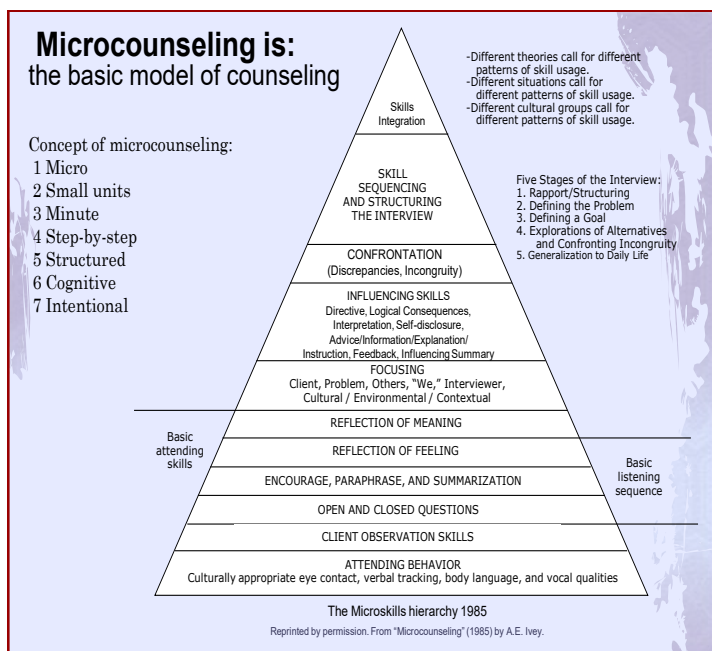 Microcounseling is:
the basic model of counseling
Concept of microcounseling:
1 Micro
2 Small units
3 Minute
4 Step-by-step
5 Structured
6 Cognitive
7 Intentional
-Different theories call for different
patterns of skill usage.
-Different situations call for
different patterns of skill usage.
-Different cultural groups call for
different patterns of skill usage.
Five Stages of the Interview:
1. Rapport/Structuring
2. Defining the Problem
3. Defining a Goal
4. Explorations of Alternatives
and Confronting Incongruity
5. Generalization to Daily Life
Skills
Integration
SKILL
SEQUENCING
AND STRUCTURING
THE INTERVIEW
CONFRONTATION
(Discrepancies, Incongruity)
INFLUENCING SKILLS
Directive, Logical Consequences,
Interpretation, Self-disclosure,
Advice/Information/Explanation/
Instruction, Feedback, Influencing Summary
FOCUSING
Client, Problem, Others, “We,” Interviewer,
Cultural / Environmental / Contextual
REFLECTION OF MEANING
Basic
attending
skills
REFLECTION OF FEELING
ENCOURAGE, PARAPHRASE, AND SUMMARIZATION
OPEN AND CLOSED QUESTIONS
Basic
listening
sequence
CLIENT OBSERVATION SKILLS
ATTENDING BEHAVIOR
Culturally appropriate eye contact, verbal tracking, body language, and vocal qualities
The Microskills hierarchy 1985
Reprinted by permission. From “Microcounseling” (1985) by A.E. Ivey.